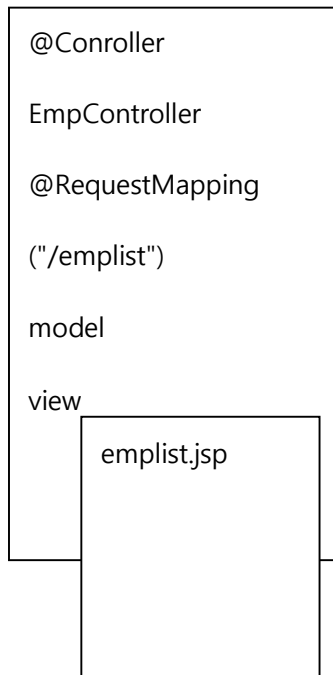 @Conroller
EmpController
@RequestMapping
("/emplist")
model
view
emplist.jsp